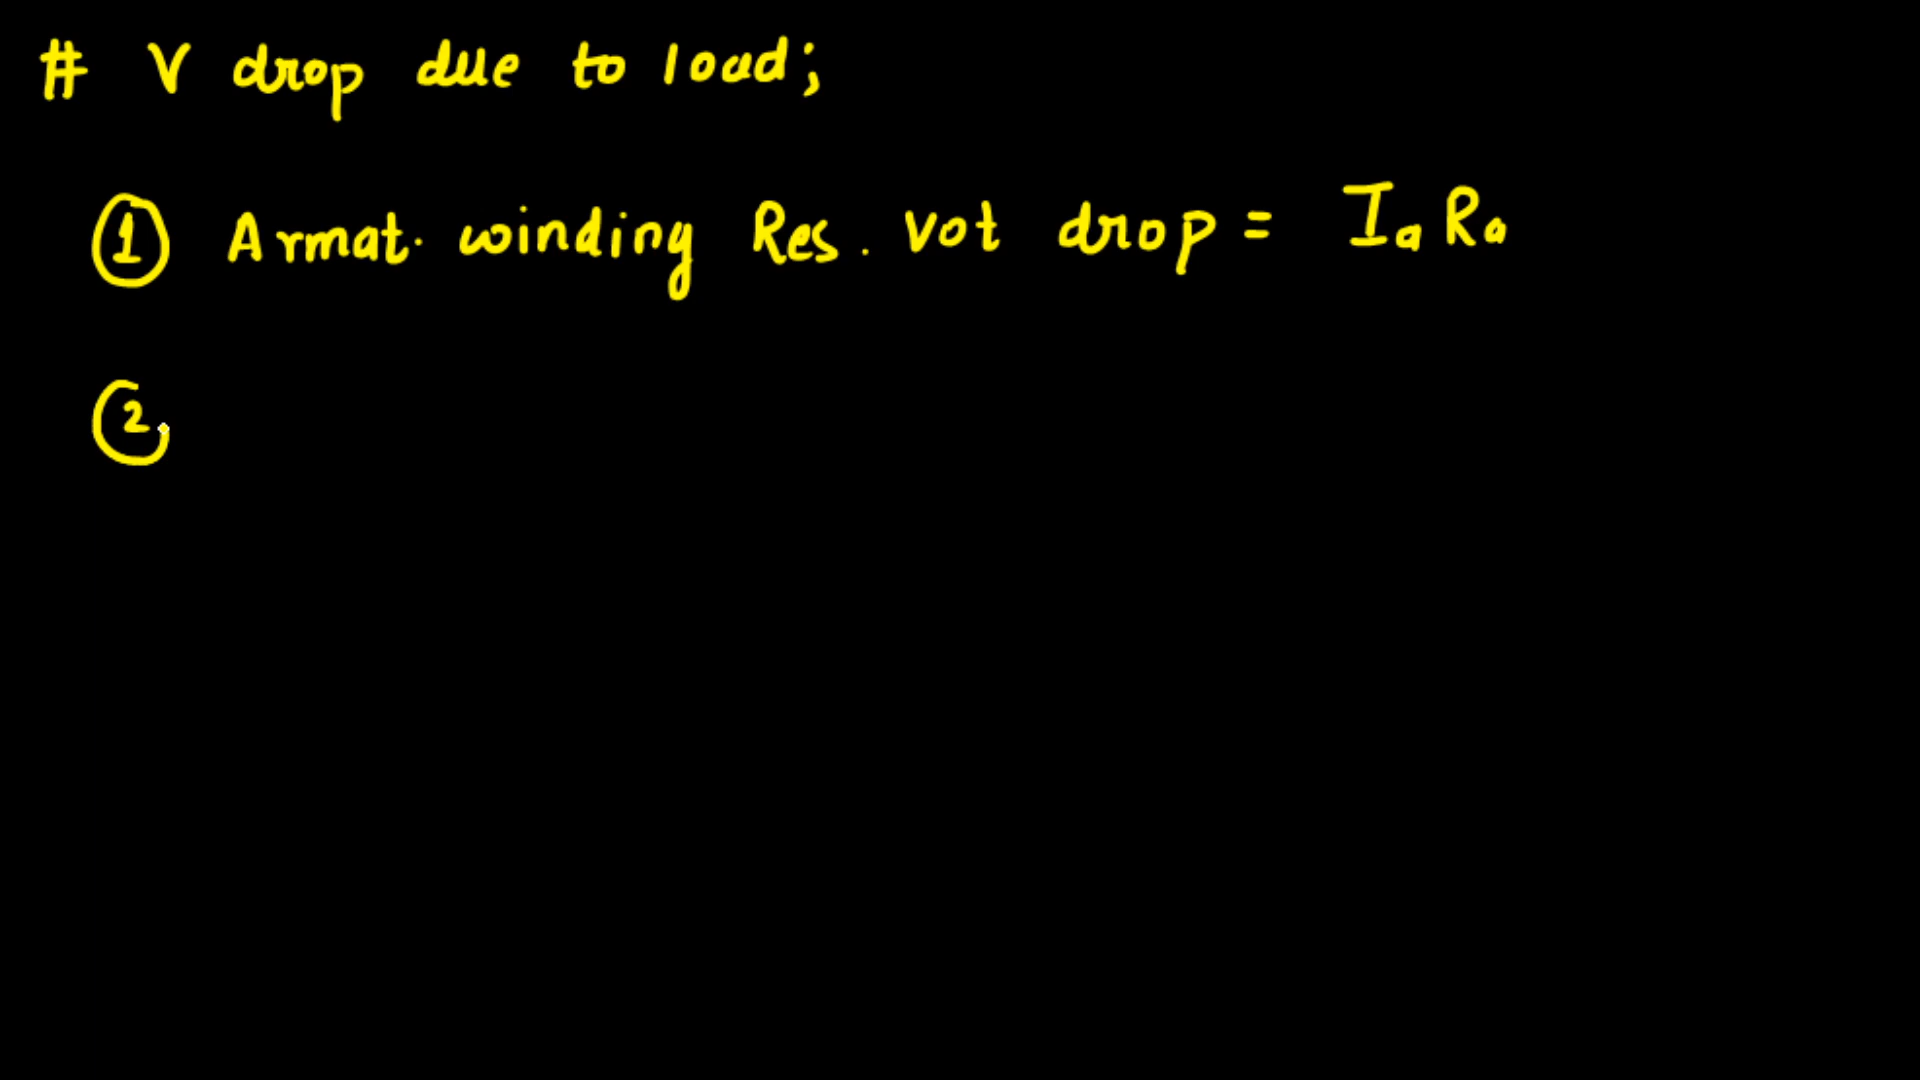 # V drop due to load;
① Armat. winding Res. Vot drop = IaRa
②